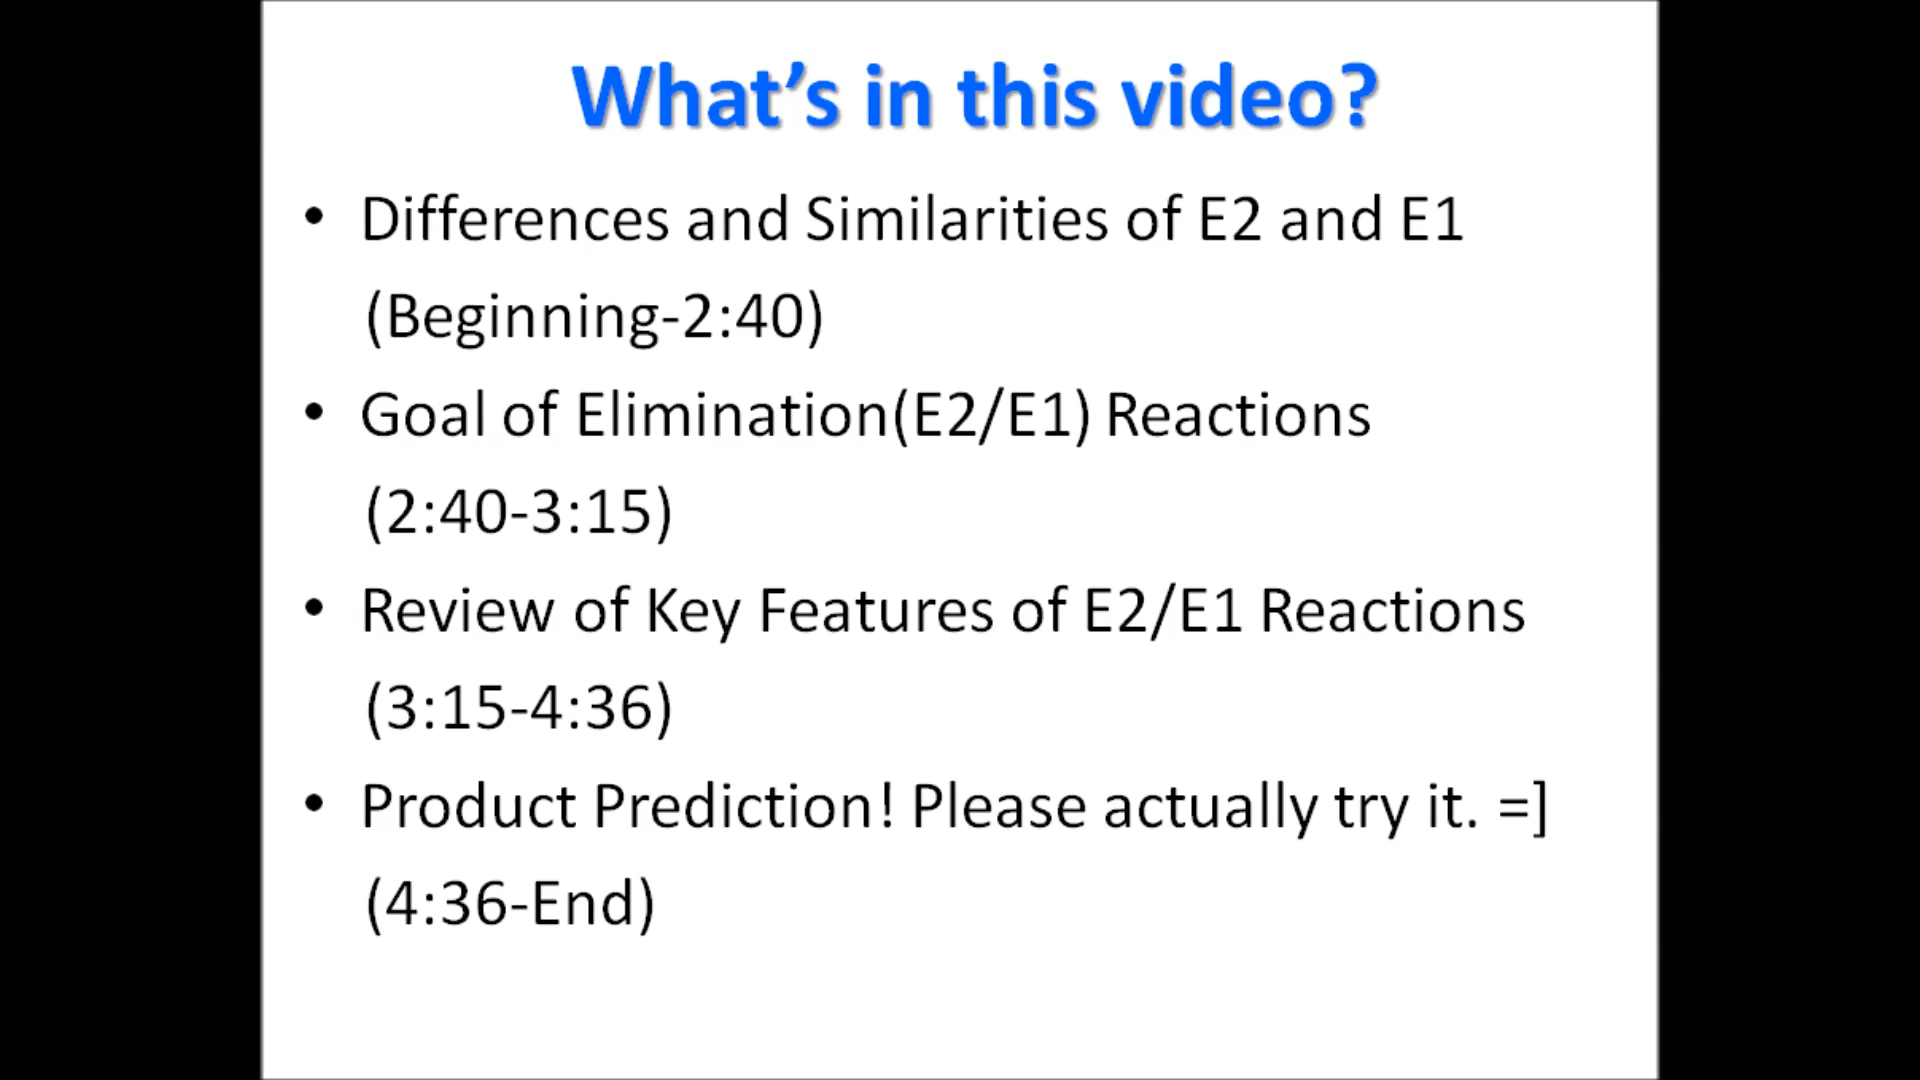 What’s in this video?
• Differences and Similarities of E2 and E1
(Beginning-2:40)
• Goal of Elimination(E2/E1) Reactions
(2:40-3:15)
• Review of Key Features of E2/E1 Reactions
(3:15-4:36)
• Product Prediction! Please actually try it. =]
(4:36-End)